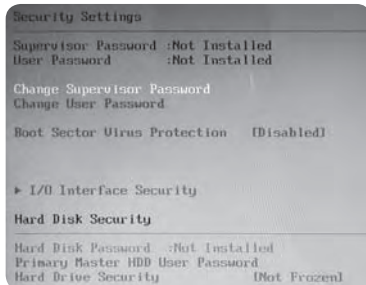 Security Settings
Supervisor Password :Not Installed
User Password :Not Installed
Change Supervisor Password
Change User Password
Boot Sector Virus Protection [Disabled]
▶ I/O Interface Security
Hard Disk Security
Hard Disk Password :Not Installed
Primary Master HDD User Password
Hard Drive Security [Not Frozen]